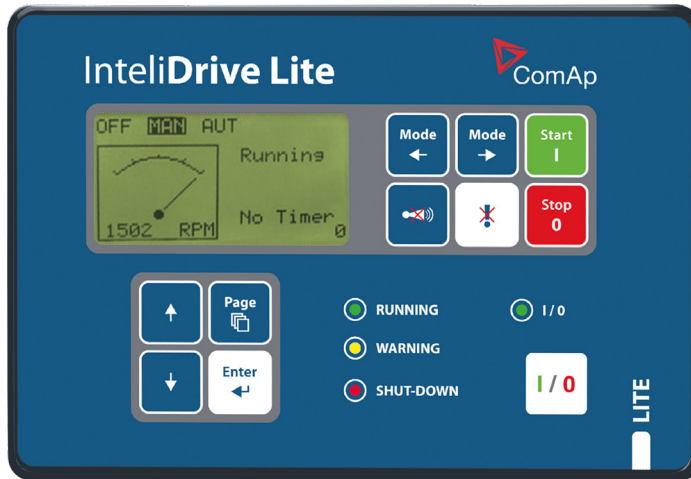 InteliDrive Lite
ComAp
OFF MAN AUT
Running
1502 RPM
No Timer
0
Mode
Mode
Start
I
Stop
0
Page
Enter
RUNNING
WARNING
SHUT-DOWN
I / 0
I / 0
LITE